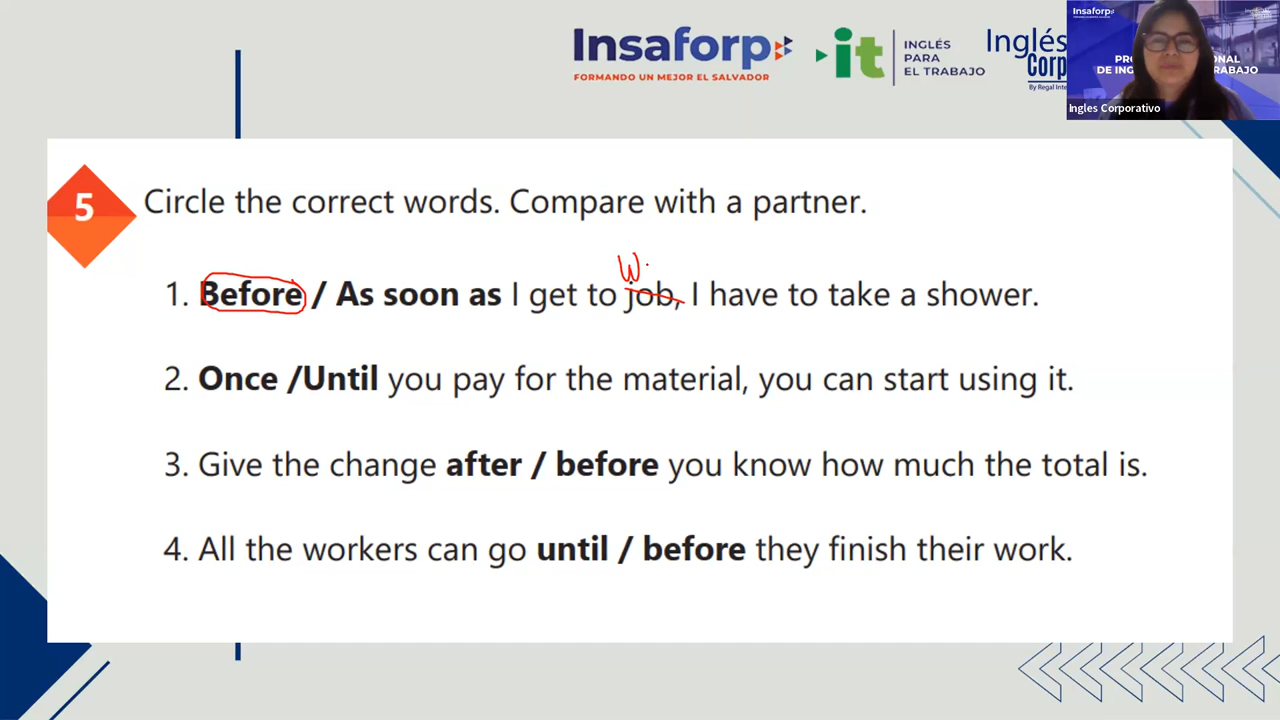 Insaforp
FORMANDO UN MEJOR EL SALVADOR
it
INGLÉS
PARA
EL TRABAJO
Inglés
Corp
By Regal Inte
Insaforp
Ingles Corporativo
5
Circle the correct words. Compare with a partner.
W
1. Before / As soon as I get to job, I have to take a shower.
2. Once /Until you pay for the material, you can start using it.
3. Give the change after / before you know how much the total is.
4. All the workers can go until / before they finish their work.